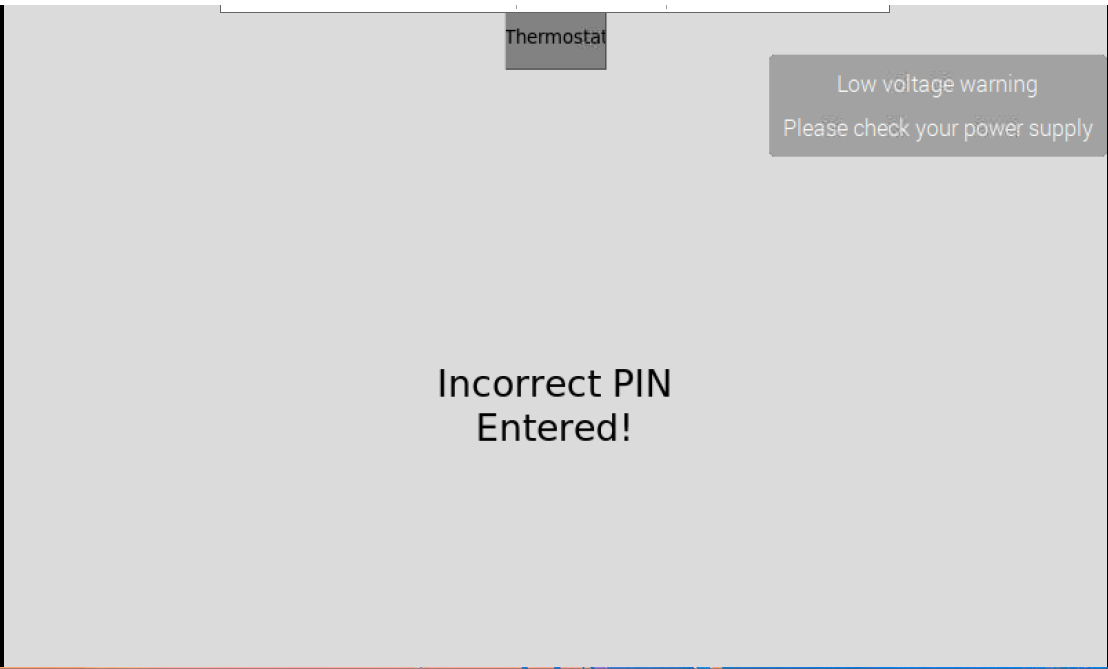 Thermostat
Low voltage warning
Please check your power supply
Incorrect PIN
Entered!